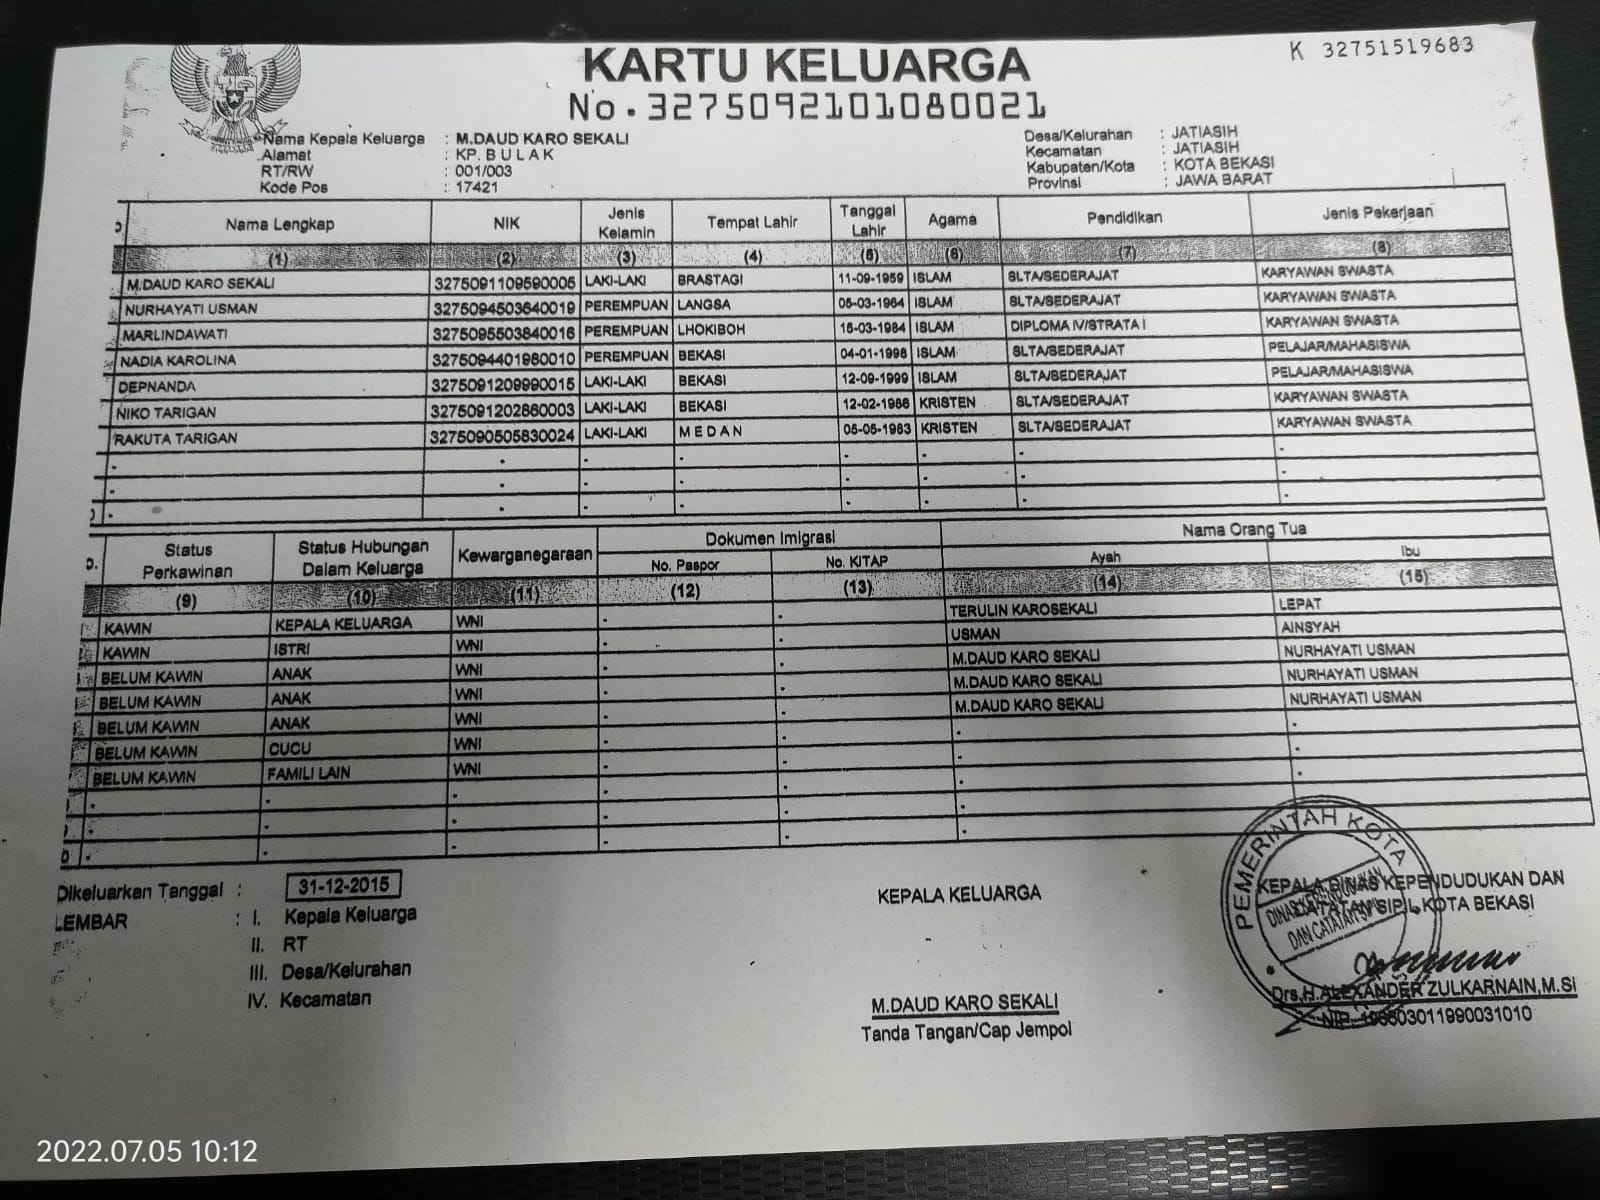 KARTU KELUARGA
No.3275092101080021
K 32751519683
Nama Kepala Keluarga : M.DAUD KARO SEKALI
Alamat : KP. B U L A K
RT/RW : 001/003
Kode Pos : 17421
Desa/Kelurahan : JATIASIH
Kecamatan : JATIASIH
Kabupaten/Kota : KOTA BEKASI
Provinsi : JAWA BARAT
Nama Lengkap NIK Jenis Kelamin Tempat Lahir Tanggal Lahir Agama Pendidikan Jenis Pekerjaan
(1) (2) (3) (4) (5) (6) (7) (8)
M.DAUD KARO SEKALI 3275091109590005 LAKI-LAKI BRASTAGI 11-09-1959 ISLAM SLTA/SEDERAJAT KARYAWAN SWASTA
NURHAYATI USMAN 3275094503640019 PEREMPUAN LANGSA 05-03-1964 ISLAM SLTA/SEDERAJAT KARYAWAN SWASTA
MARLINDAWATI 3275095503840016 PEREMPUAN LHOKIBOH 15-03-1984 ISLAM DIPLOMA IV/STRATA I KARYAWAN SWASTA
NADIA KAROLINA 3275094401980010 PEREMPUAN BEKASI 04-01-1998 ISLAM SLTA/SEDERAJAT PELAJAR/MAHASISWA
DEPNANDA 3275091209990015 LAKI-LAKI BEKASI 12-09-1999 ISLAM SLTA/SEDERAJAT PELAJAR/MAHASISWA
NIKO TARIGAN 3275091202860003 LAKI-LAKI BEKASI 12-02-1986 KRISTEN SLTA/SEDERAJAT KARYAWAN SWASTA
RAKUTA TARIGAN 3275090505830024 LAKI-LAKI M E D A N 05-05-1983 KRISTEN SLTA/SEDERAJAT KARYAWAN SWASTA
- - - - - - - -
- - - - - - - -
- - - - - - - -
Status Perkawinan Status Hubungan Dalam Keluarga Kewarganegaraan Dokumen Imigrasi Nama Orang Tua
No. Paspor No. KITAP Ayah Ibu
(9) (10) (11) (12) (13) (14) (15)
KAWIN KEPALA KELUARGA WNI - - TERULIN KAROSEKALI LEPAT
KAWIN ISTRI WNI - - USMAN AINSYAH
BELUM KAWIN ANAK WNI - - M.DAUD KARO SEKALI NURHAYATI USMAN
BELUM KAWIN ANAK WNI - - M.DAUD KARO SEKALI NURHAYATI USMAN
BELUM KAWIN ANAK WNI - - M.DAUD KARO SEKALI NURHAYATI USMAN
BELUM KAWIN CUCU WNI - - - -
BELUM KAWIN FAMILI LAIN WNI - - - -
- - - - - - -
- - - - - - -
- - - - - - -
Dikeluarkan Tanggal : 31-12-2015
LEMBAR : I. Kepala Keluarga
II. RT
III. Desa/Kelurahan
IV. Kecamatan
KEPALA KELUARGA
M.DAUD KARO SEKALI
Tanda Tangan/Cap Jempol
KEPALA DINAS KEPENDUDUKAN DAN
CATATAN SIPIL KOTA BEKASI
PEMERINTAH KOTA
DINAS KEPENDUDUKAN
DAN CATATAN SIPIL
Drs.H.ALEXANDER ZULKARNAIN,M.SI
2022.07.05 10:12